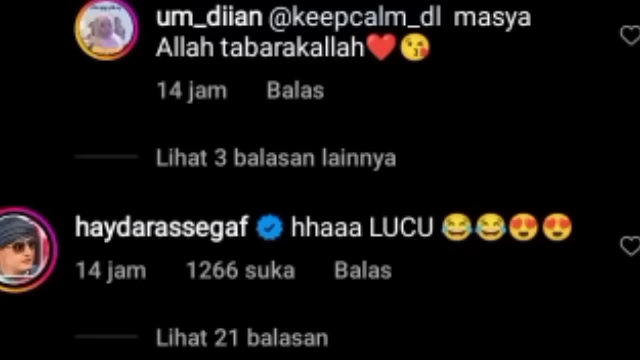 um_diian @keepcalm_dl masya
Allah tabarakallah❤️😘
14 jam Balas
Lihat 3 balasan lainnya
haydarassegaf hhaaa LUCU 😂😂😍😍
14 jam 1266 suka Balas
Lihat 21 balasan